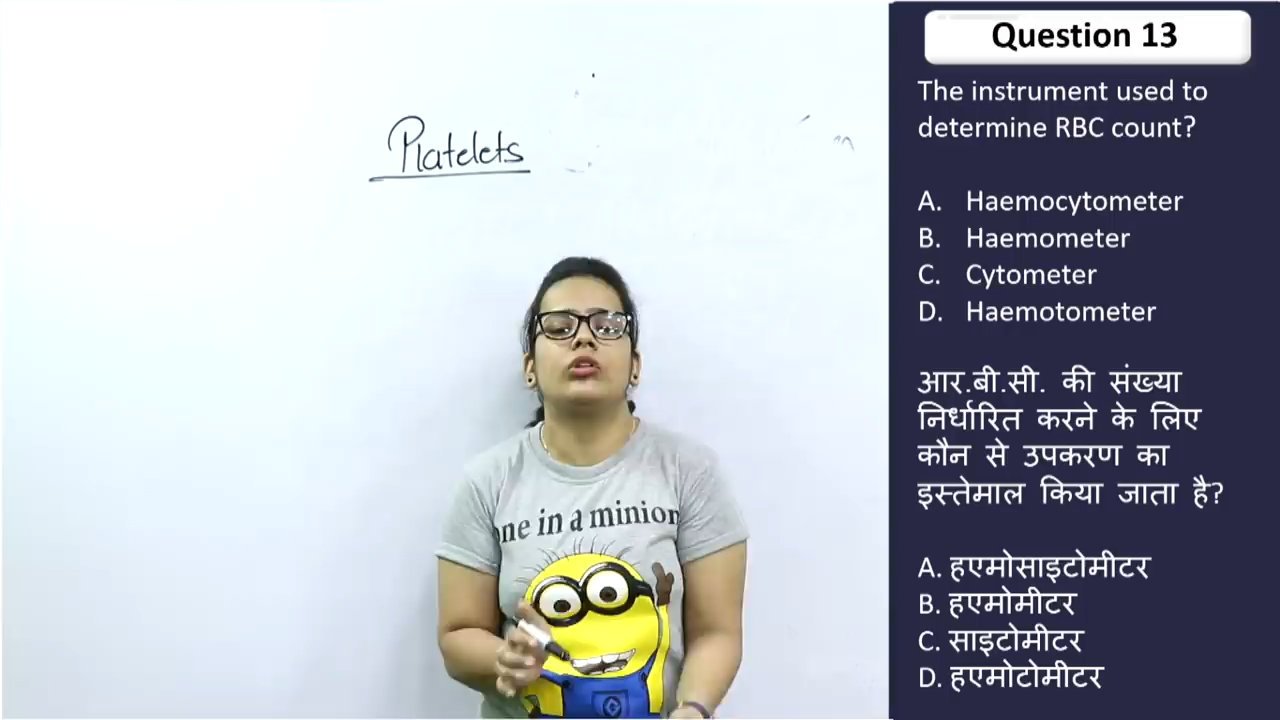 Platelets
one in a minion
Question 13
The instrument used to
determine RBC count?
A. Haemocytometer
B. Haemometer
C. Cytometer
D. Haemotometer
आर.बी.सी. की संख्या
निर्धारित करने के लिए
कौन से उपकरण का
इस्तेमाल किया जाता है?
A. हएमोसाइटोमीटर
B. हएमोमीटर
C. साइटोमीटर
D. हएमोटोमीटर